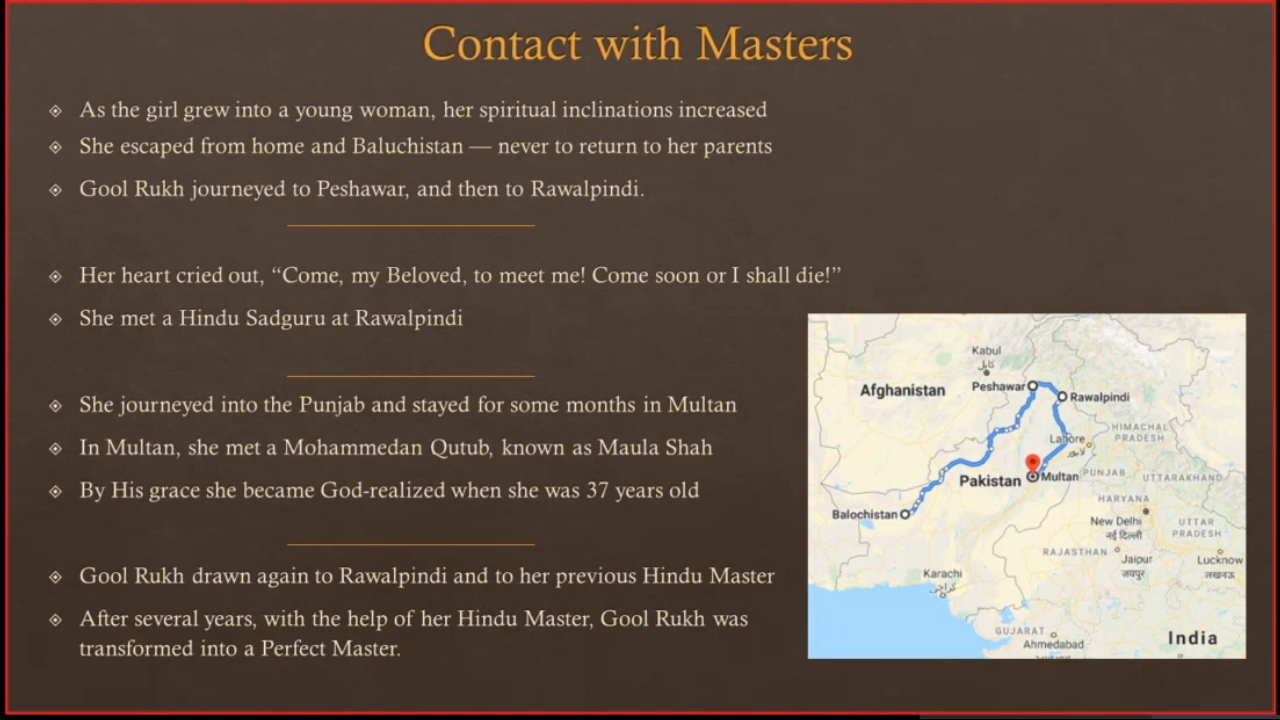 Contact with Masters
As the girl grew into a young woman, her spiritual inclinations increased
She escaped from home and Baluchistan — never to return to her parents
Gool Rukh journeyed to Peshawar, and then to Rawalpindi.
Her heart cried out, “Come, my Beloved, to meet me! Come soon or I shall die!”
She met a Hindu Sadguru at Rawalpindi
She journeyed into the Punjab and stayed for some months in Multan
In Multan, she met a Mohammedan Qutub, known as Maula Shah
By His grace she became God-realized when she was 37 years old
Gool Rukh drawn again to Rawalpindi and to her previous Hindu Master
After several years, with the help of her Hindu Master, Gool Rukh was
transformed into a Perfect Master.
Kabul
کابل
Afghanistan
Peshawar
Rawalpindi
HIMACHAL
PRADESH
Lahore
لاہور
Pakistan
Multan
PUNJAB
UTTARAKHAND
HARYANA
Balochistan
New Delhi
नई दिल्ली
UTTAR
PRADESH
RAJASTHAN
Jaipur
जयपुर
Lucknow
लखनऊ
Karachi
کراچی
GUJARAT
Ahmedabad
India